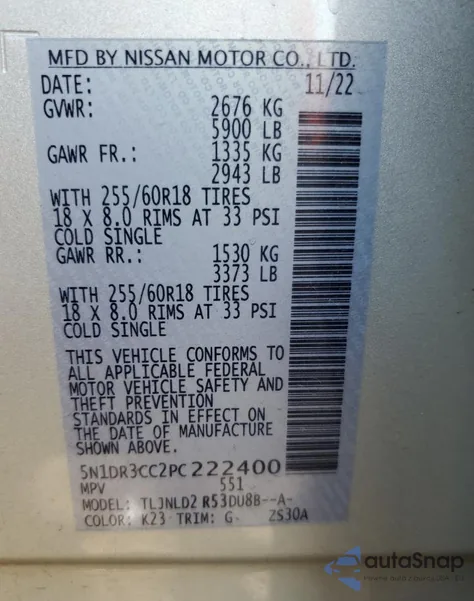 MFD BY NISSAN MOTOR CO., LTD.
DATE: 11/22
GVWR: 2676 KG
5900 LB
GAWR FR.: 1335 KG
2943 LB
WITH 255/60R18 TIRES
18 X 8.0 RIMS AT 33 PSI
COLD SINGLE
GAWR RR.: 1530 KG
3373 LB
WITH 255/60R18 TIRES
18 X 8.0 RIMS AT 33 PSI
COLD SINGLE
THIS VEHICLE CONFORMS TO
ALL APPLICABLE FEDERAL
MOTOR VEHICLE SAFETY AND
THEFT PREVENTION
STANDARDS IN EFFECT ON
THE DATE OF MANUFACTURE
SHOWN ABOVE.
5N1DR3CC2PC222400
MPV 551
MODEL: TLJNLD2 R53DU8B--A-
COLOR: K23 TRIM: G- ZS30A
autoSnap